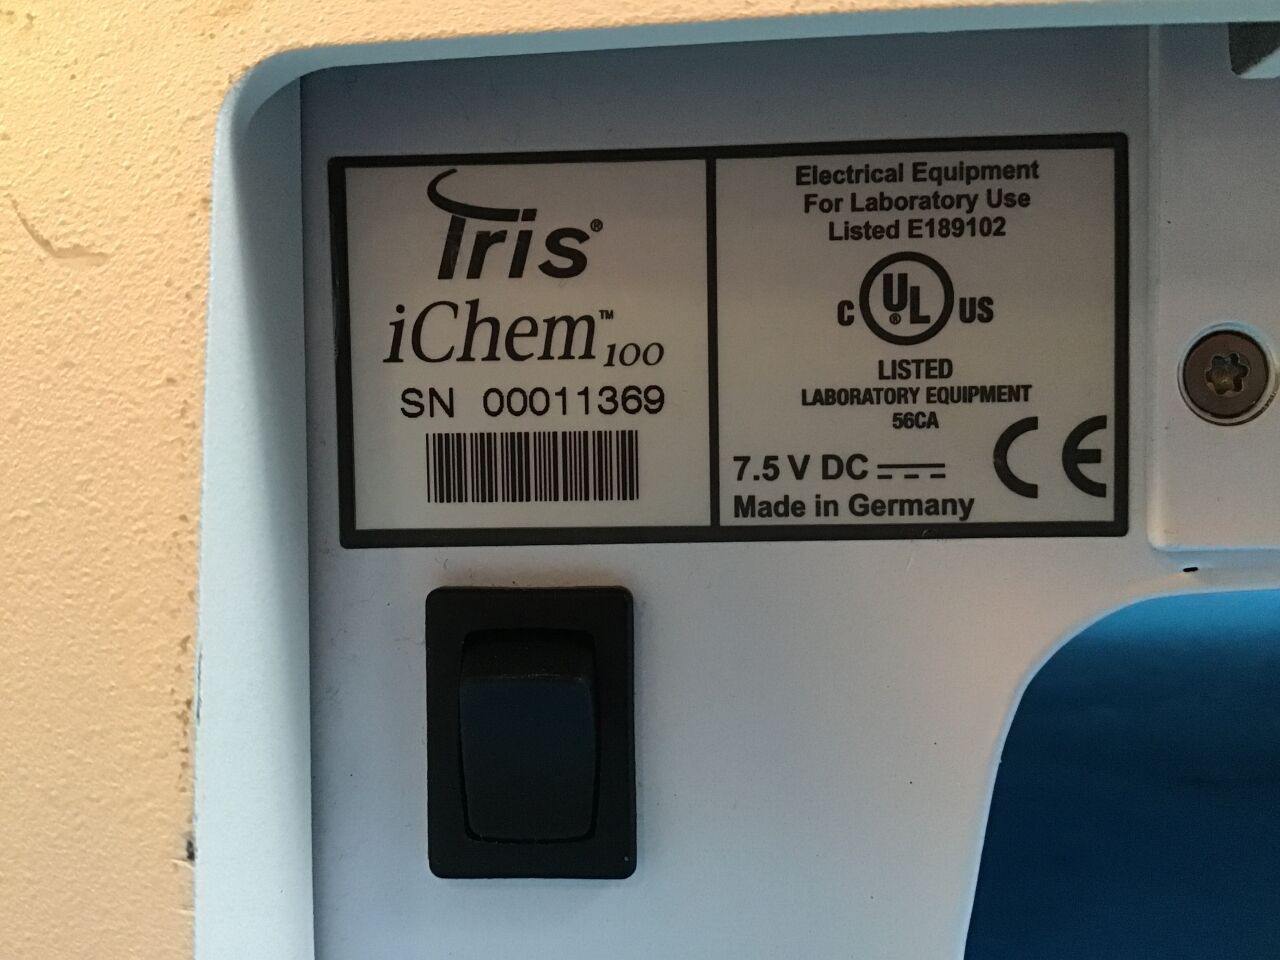 Iris®
iChem™100
SN 00011369
Electrical Equipment
For Laboratory Use
Listed E189102
C UL® US
LISTED
LABORATORY EQUIPMENT
56CA
7.5 V DC
CE
Made in Germany